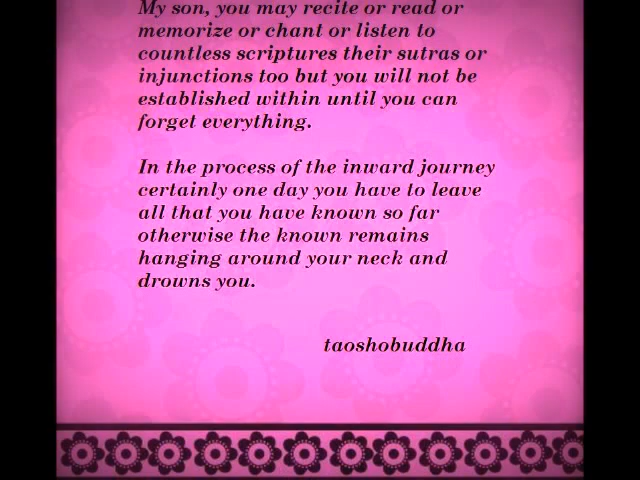 My son, you may recite or read or
memorize or chant or listen to
countless scriptures their sutras or
injunctions too but you will not be
established within until you can
forget everything.
In the process of the inward journey
certainly one day you have to leave
all that you have known so far
otherwise the known remains
hanging around your neck and
drowns you.
taoshobuddha